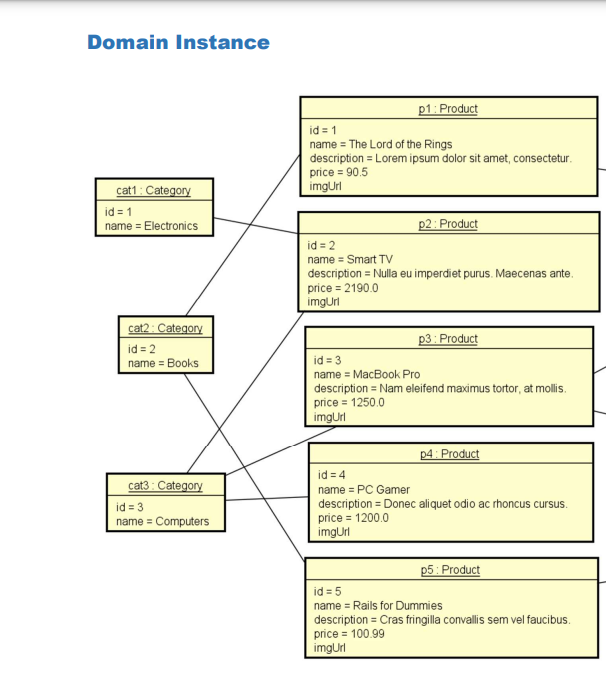 Domain Instance
p1 : Product
id = 1
name = The Lord of the Rings
description = Lorem ipsum dolor sit amet, consectetur.
price = 90.5
imgUrl
cat1 : Category
id = 1
name = Electronics
p2 : Product
id = 2
name = Smart TV
description = Nulla eu imperdiet purus. Maecenas ante.
price = 2190.0
imgUrl
cat2 : Category
id = 2
name = Books
p3 : Product
id = 3
name = MacBook Pro
description = Nam eleifend maximus tortor, at mollis.
price = 1250.0
imgUrl
cat3 : Category
id = 3
name = Computers
p4 : Product
id = 4
name = PC Gamer
description = Donec aliquet odio ac rhoncus cursus.
price = 1200.0
imgUrl
p5 : Product
id = 5
name = Rails for Dummies
description = Cras fringilla convallis sem vel faucibus.
price = 100.99
imgUrl